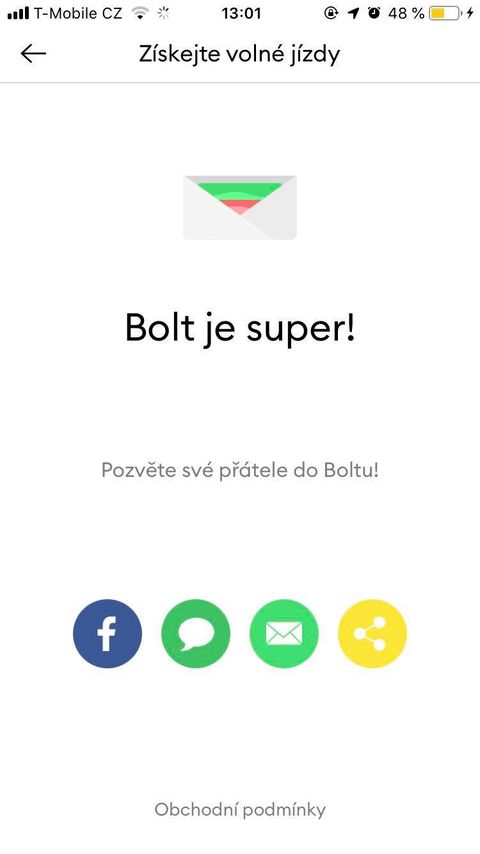 T-Mobile CZ 13:01 48 %
Získejte volné jízdy
Bolt je super!
Pozvěte své přátele do Boltu!
f
Obchodní podmínky